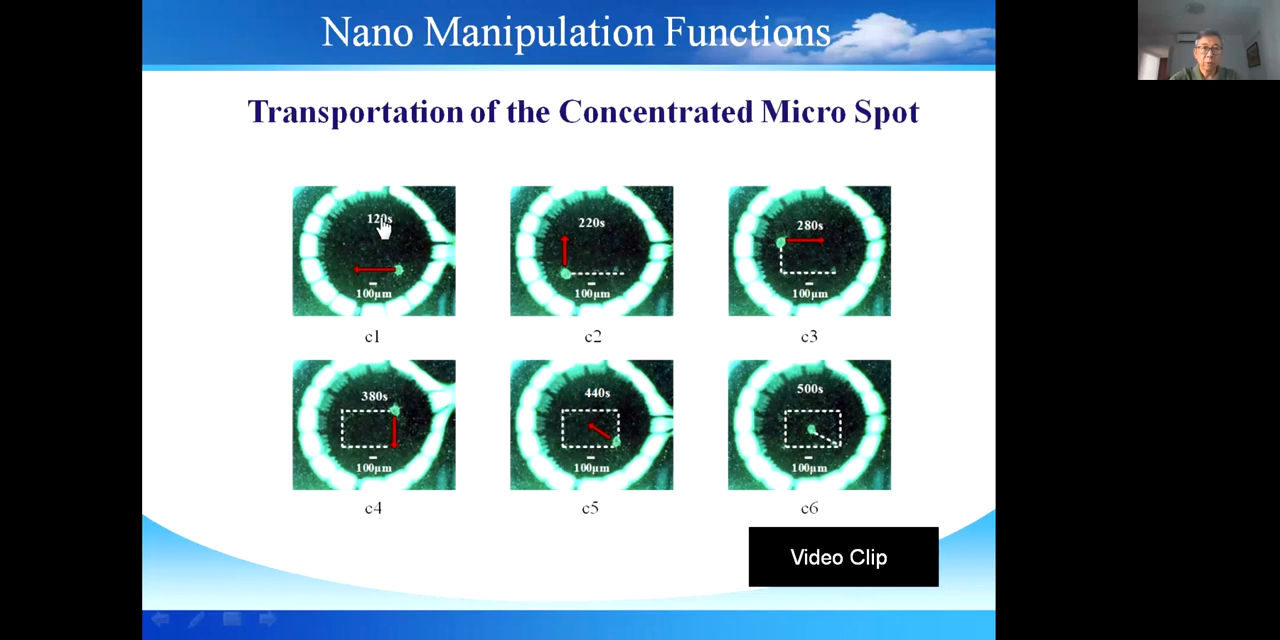 Nano Manipulation Functions
Transportation of the Concentrated Micro Spot
120s
100µm
c1
220s
100µm
c2
280s
100µm
c3
380s
100µm
c4
440s
100µm
c5
500s
100µm
c6
Video Clip